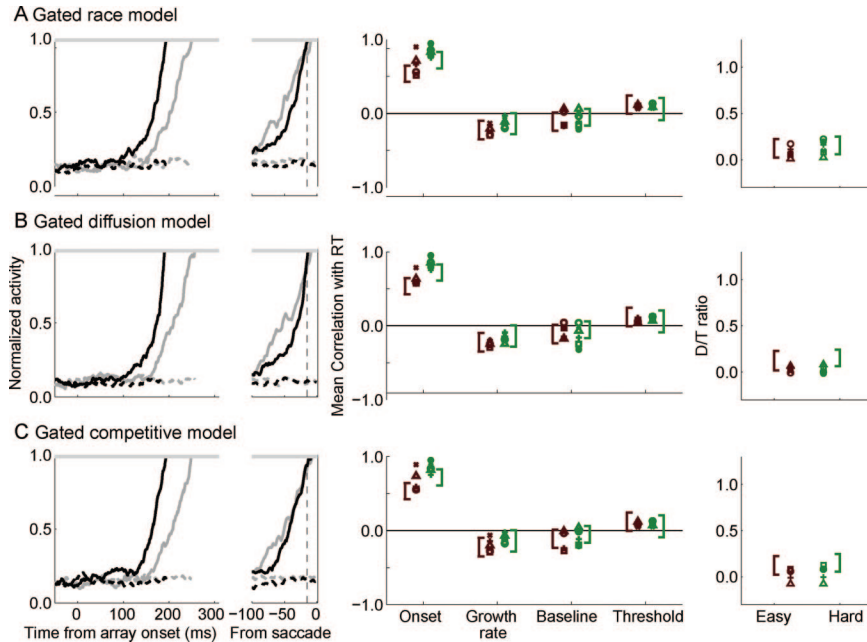 A Gated race model
1.0
0.5
0.0
1.0
0.0
−1.0
1.0
0.5
0.0
B Gated diffusion model
1.0
0.5
0.0
1.0
0.0
−1.0
1.0
0.5
0.0
C Gated competitive model
1.0
0.5
0.0
1.0
0.0
−1.0
1.0
0.5
0.0
Normalized activity
Mean Correlation with RT
D/T ratio
0 100 200 300
−100 −50 0
Time from array onset (ms)
From saccade
Onset
Growth
rate
Baseline
Threshold
Easy
Hard